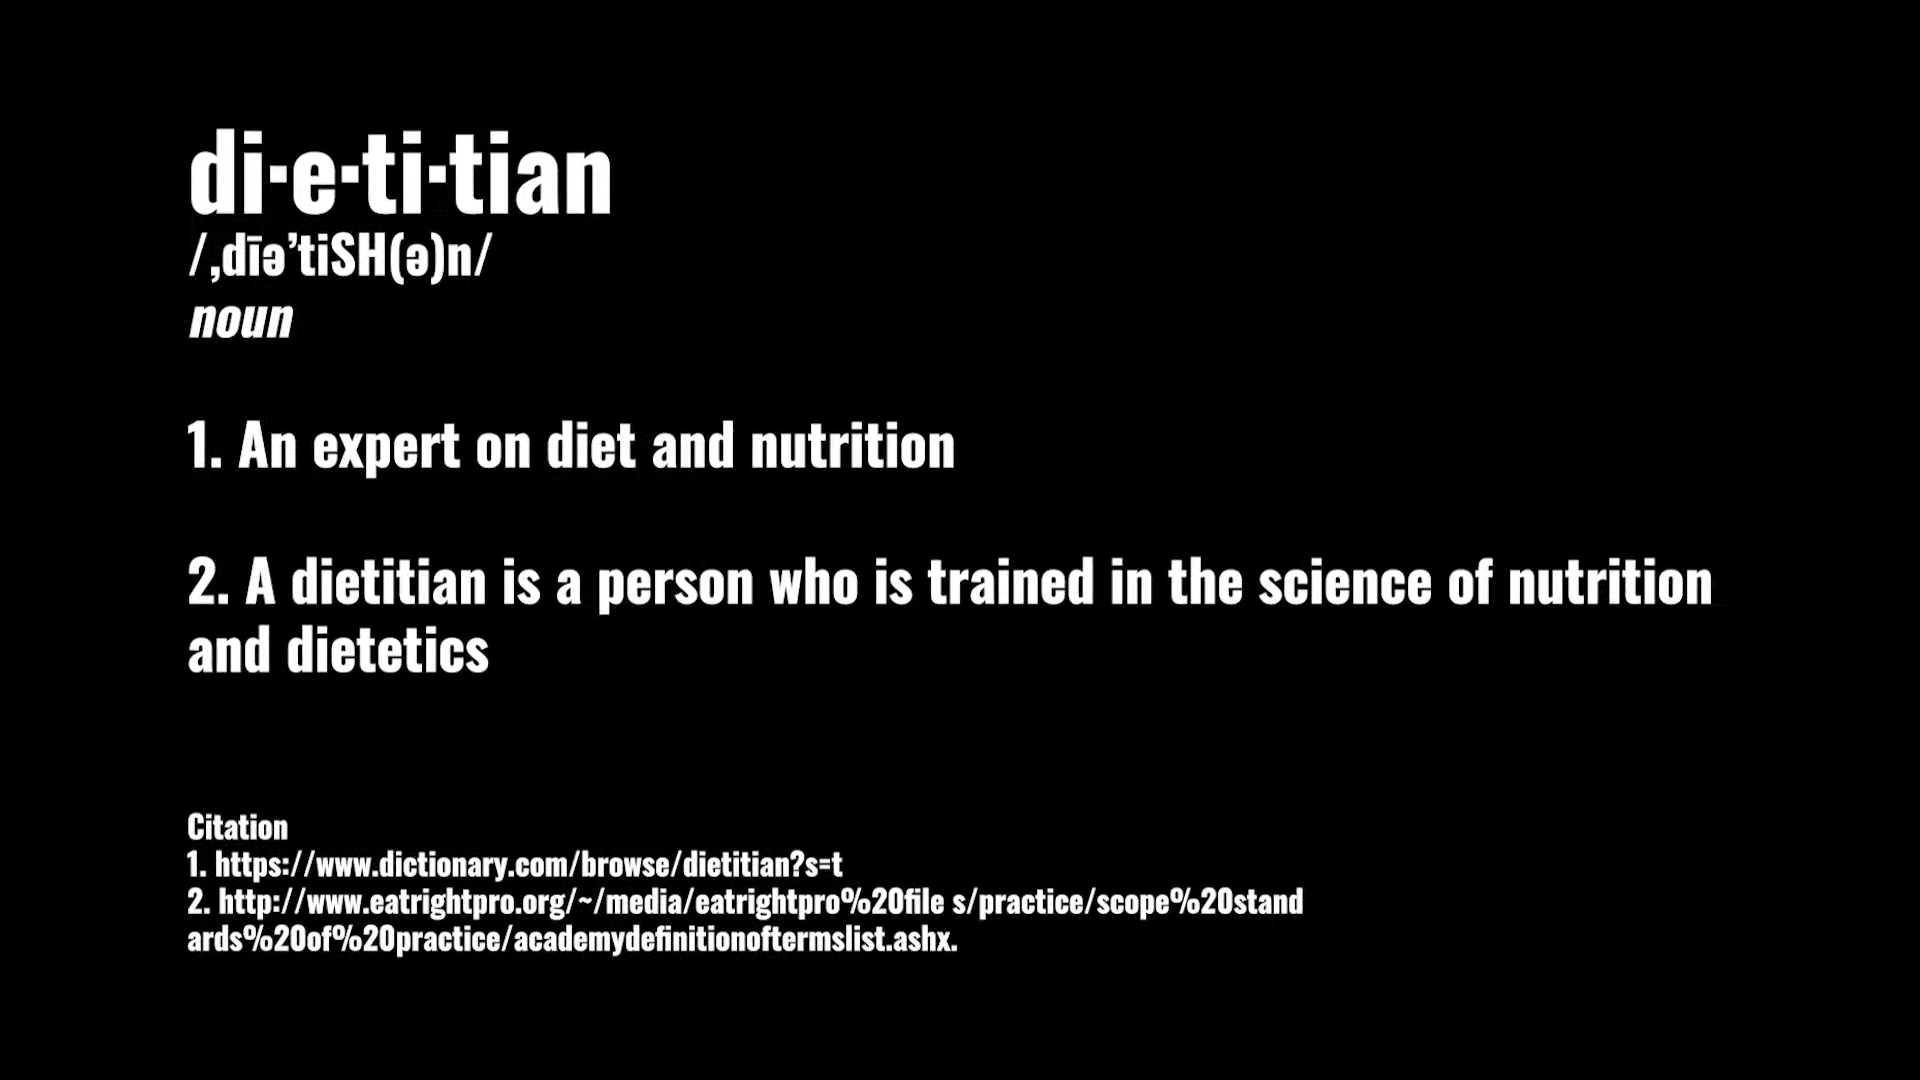 di·e·ti·tian
/ˌdīə'tiSH(ə)n/
noun
1. An expert on diet and nutrition
2. A dietitian is a person who is trained in the science of nutrition
and dietetics
Citation
1. https://www.dictionary.com/browse/dietitian?s=t
2. http://www.eatrightpro.org/~/media/eatrightpro%20file s/practice/scope%20stand
ards%20of%20practice/academydefinitionoftermslist.ashx.